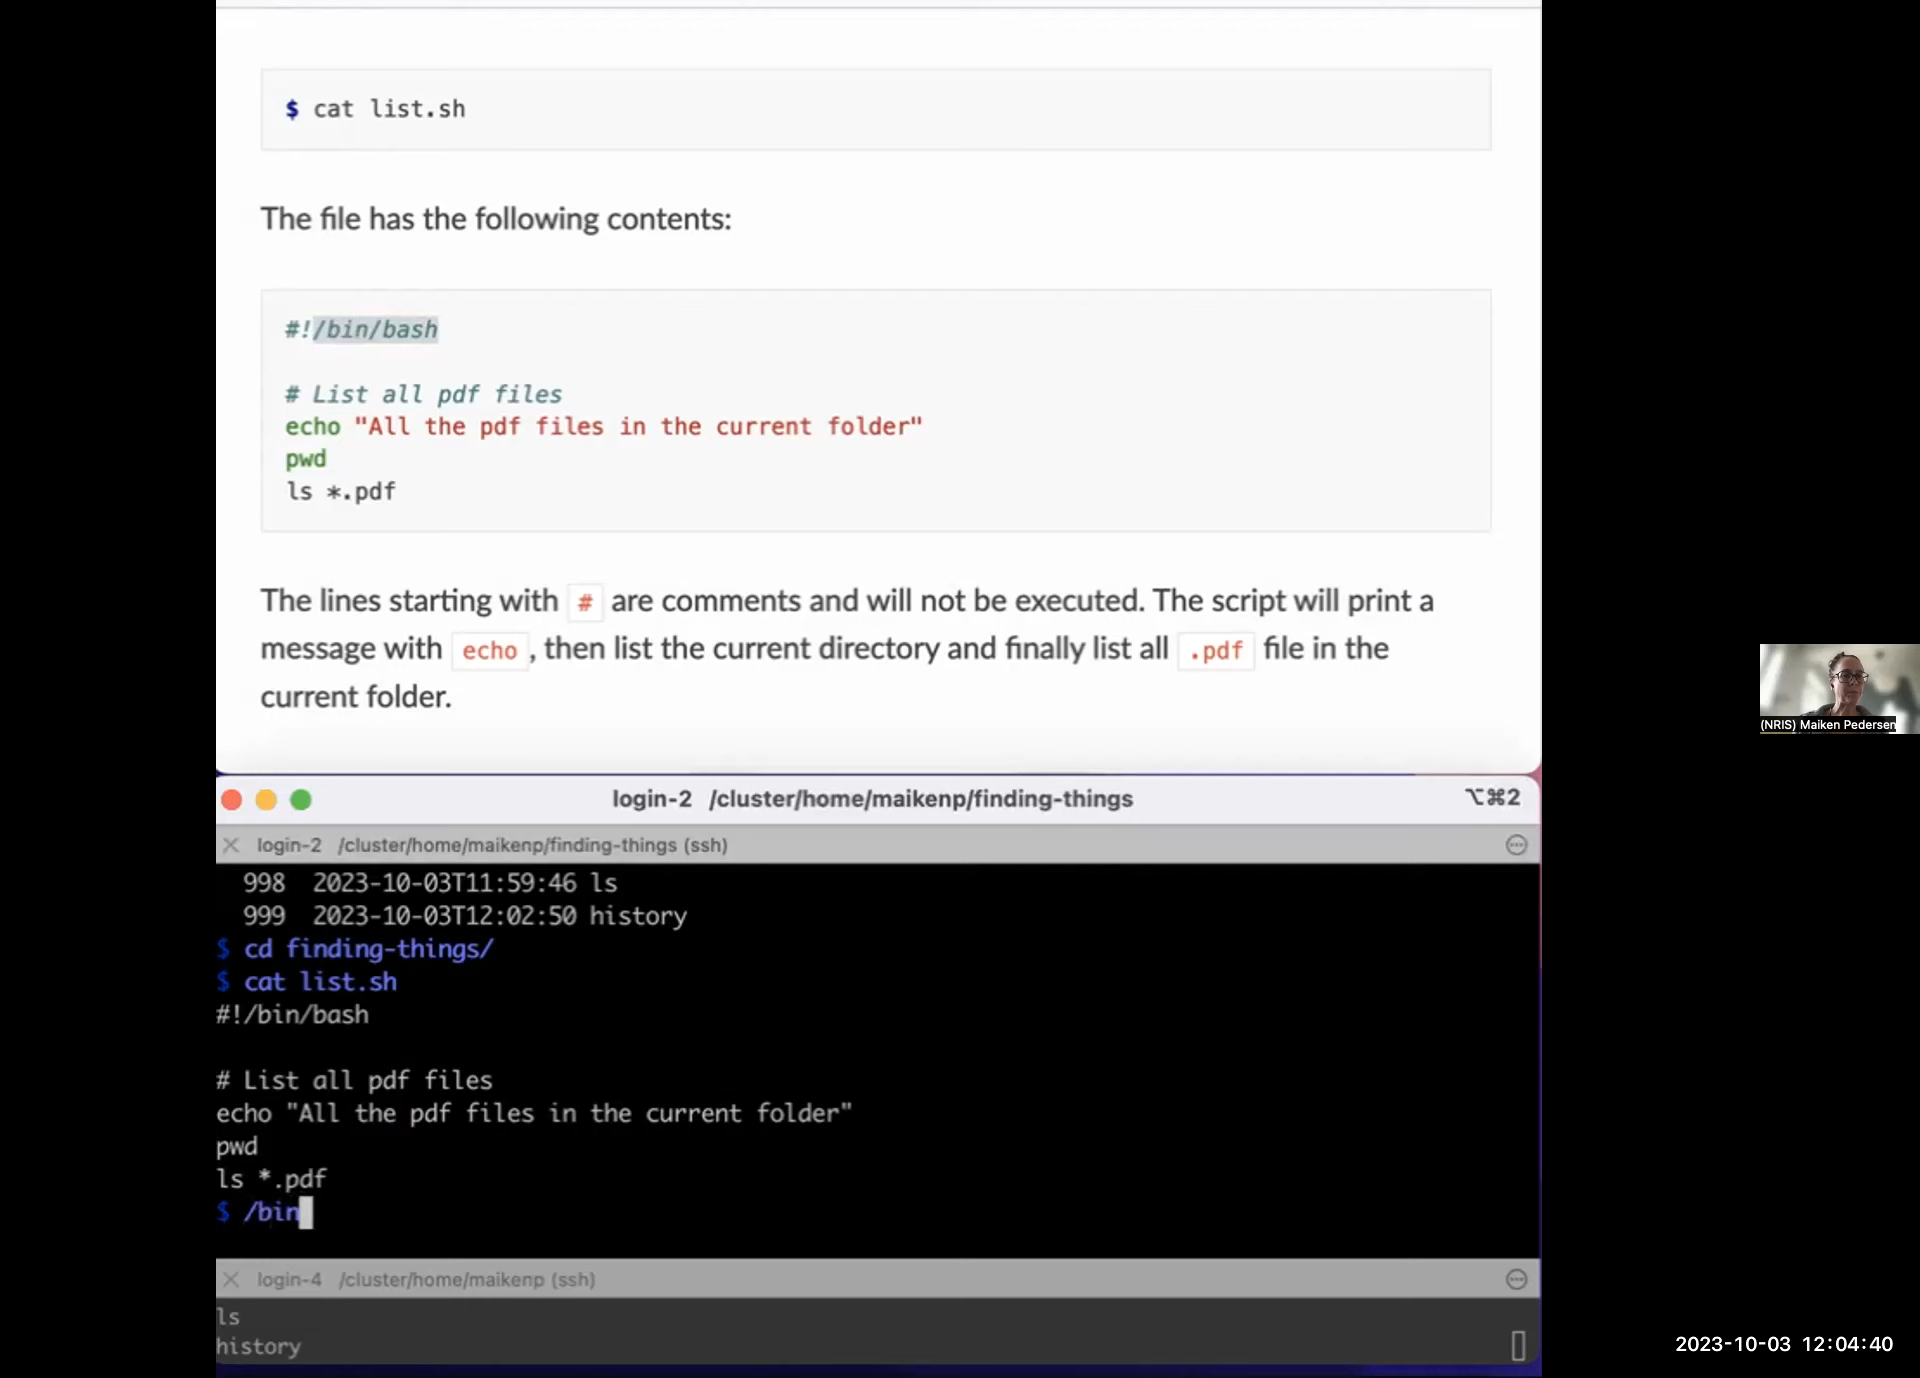 $ cat list.sh
The file has the following contents:
#!/bin/bash
# List all pdf files
echo "All the pdf files in the current folder"
pwd
ls *.pdf
The lines starting with # are comments and will not be executed. The script will print a
message with echo , then list the current directory and finally list all .pdf file in the
current folder.
(NRIS) Maiken Pedersen
login-2 /cluster/home/maikenp/finding-things ⌥⌘2
login-2 /cluster/home/maikenp/finding-things (ssh)
998 2023-10-03T11:59:46 ls
999 2023-10-03T12:02:50 history
$ cd finding-things/
$ cat list.sh
#!/bin/bash
# List all pdf files
echo "All the pdf files in the current folder"
pwd
ls *.pdf
$ /bin
login-4 /cluster/home/maikenp (ssh)
ls
history
2023-10-03 12:04:40